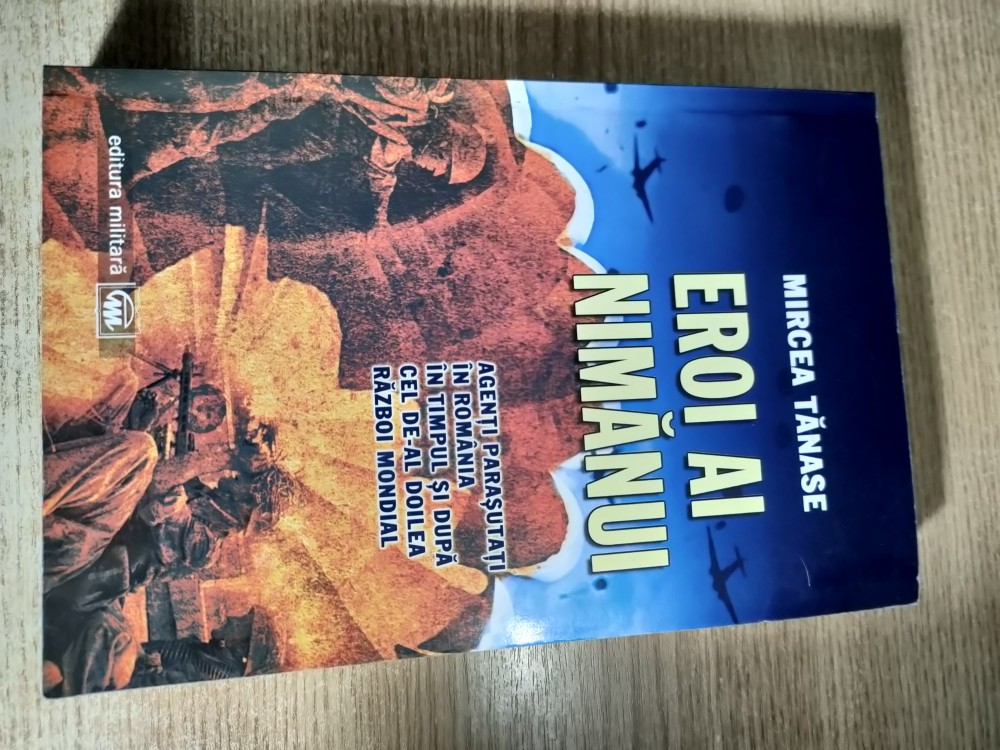 MIRCEA TĂNASE
EROI AI
NIMĂNUI
AGENȚI PARAȘUTAȚI
ÎN ROMÂNIA
ÎN TIMPUL ȘI DUPĂ
CEL DE-AL DOILEA
RĂZBOI MONDIAL
editura militară